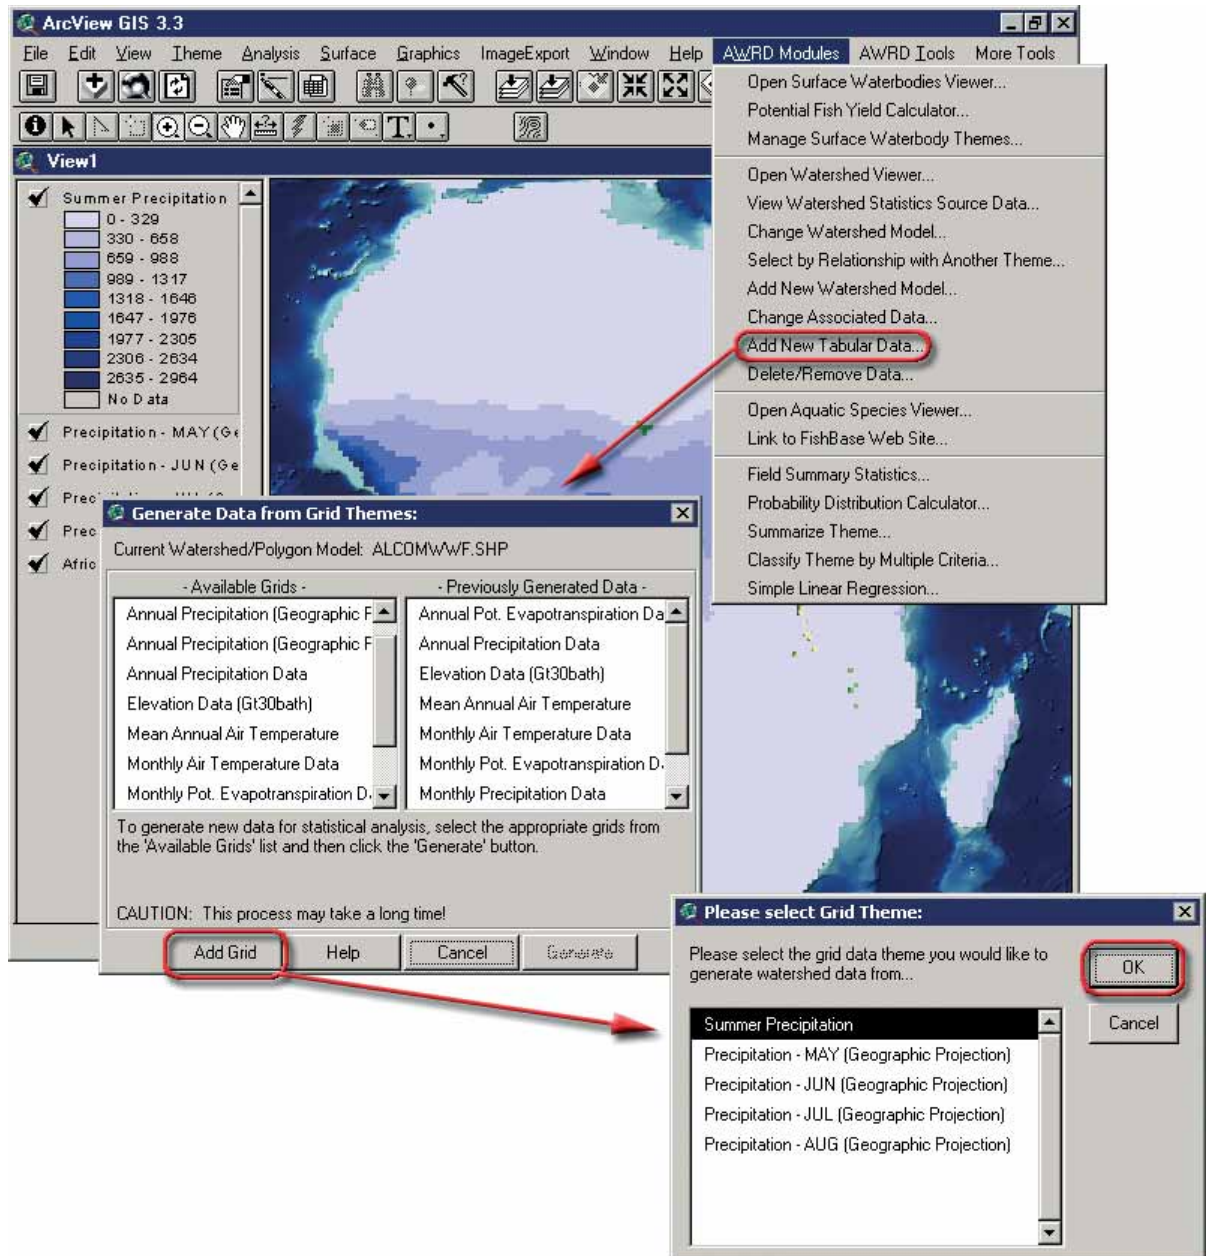 ArcView GIS 3.3
File Edit View Theme Analysis Surface Graphics ImageExport Window Help AWRD Modules AWRD Tools More Tools
View1
Summer Precipitation
0 - 329
330 - 658
659 - 988
989 - 1317
1318 - 1646
1647 - 1976
1977 - 2305
2306 - 2634
2635 - 2964
No Data
Precipitation - MAY (Ge
Precipitation - JUN (Ge
Prec
Prec
Afric
Open Surface Waterbodies Viewer...
Potential Fish Yield Calculator...
Manage Surface Waterbody Themes...
Open Watershed Viewer...
View Watershed Statistics Source Data...
Change Watershed Model...
Select by Relationship with Another Theme...
Add New Watershed Model...
Change Associated Data...
Add New Tabular Data...
Delete/Remove Data...
Open Aquatic Species Viewer...
Link to FishBase Web Site...
Field Summary Statistics...
Probability Distribution Calculator...
Summarize Theme...
Classify Theme by Multiple Criteria...
Simple Linear Regression...
Generate Data from Grid Themes:
Current Watershed/Polygon Model: ALCOMWWF.SHP
- Available Grids -
Annual Precipitation (Geographic P
Annual Precipitation (Geographic P
Annual Precipitation Data
Elevation Data (Gt30bath)
Mean Annual Air Temperature
Monthly Air Temperature Data
Monthly Pot. Evapotranspiration D
- Previously Generated Data -
Annual Pot. Evapotranspiration Da
Annual Precipitation Data
Elevation Data (Gt30bath)
Mean Annual Air Temperature
Monthly Air Temperature Data
Monthly Pot. Evapotranspiration D
Monthly Precipitation Data
To generate new data for statistical analysis, select the appropriate grids from
the 'Available Grids' list and then click the 'Generate' button.
CAUTION: This process may take a long time!
Add Grid Help Cancel Generate
Please select Grid Theme:
Please select the grid data theme you would like to
generate watershed data from...
OK
Cancel
Summer Precipitation
Precipitation - MAY (Geographic Projection)
Precipitation - JUN (Geographic Projection)
Precipitation - JUL (Geographic Projection)
Precipitation - AUG (Geographic Projection)